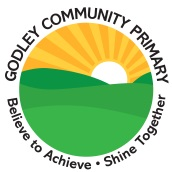 GODLEY COMMUNITY PRIMARY
Believe to Achieve • Shine Together